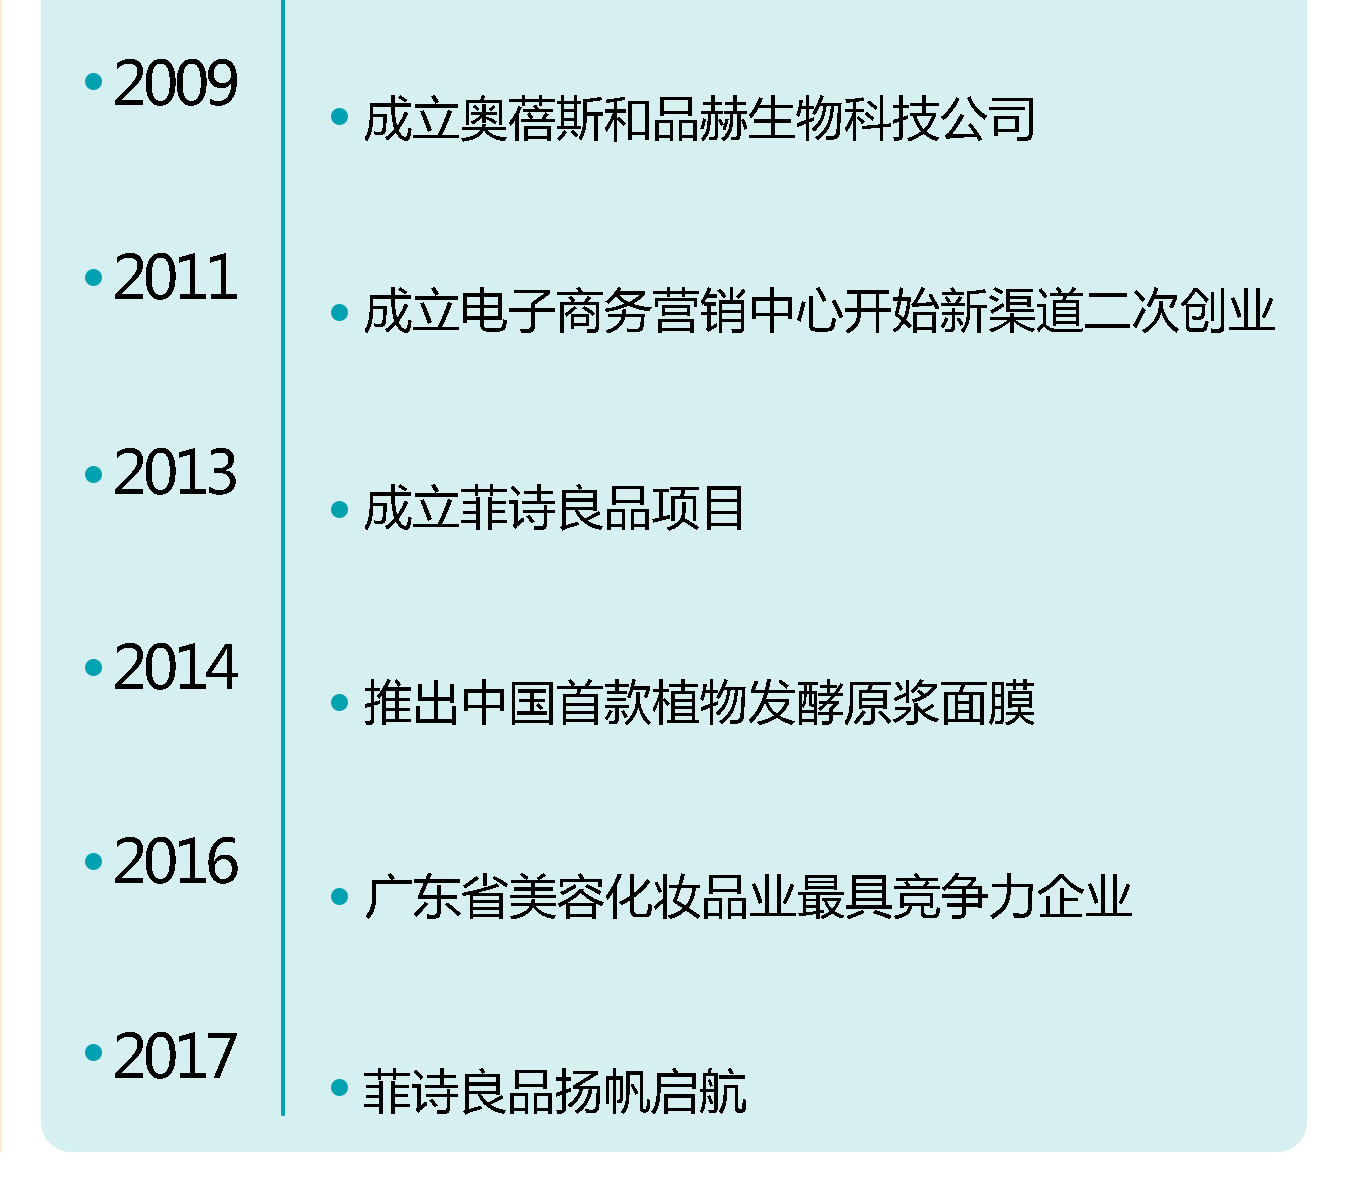 2009
成立奥蓓斯和品赫生物科技公司
2011
成立电子商务营销中心开始新渠道二次创业
2013
成立菲诗良品项目
2014
推出中国首款植物发酵原浆面膜
2016
广东省美容化妆品业最具竞争力企业
2017
菲诗良品扬帆启航